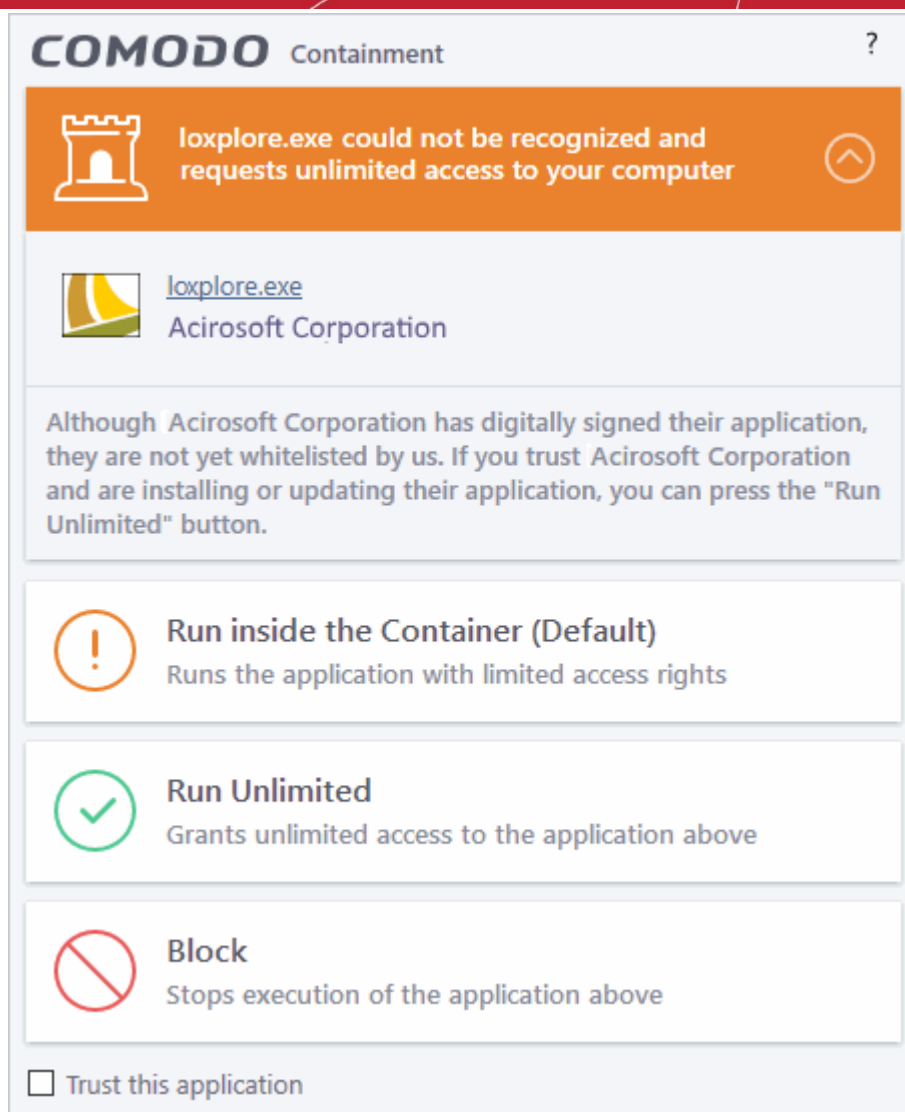 COMODO Containment ?
loxplore.exe could not be recognized and
requests unlimited access to your computer
loxplore.exe
Acirosoft Corporation
Although Acirosoft Corporation has digitally signed their application,
they are not yet whitelisted by us. If you trust Acirosoft Corporation
and are installing or updating their application, you can press the "Run
Unlimited" button.
Run inside the Container (Default)
Runs the application with limited access rights
Run Unlimited
Grants unlimited access to the application above
Block
Stops execution of the application above
Trust this application